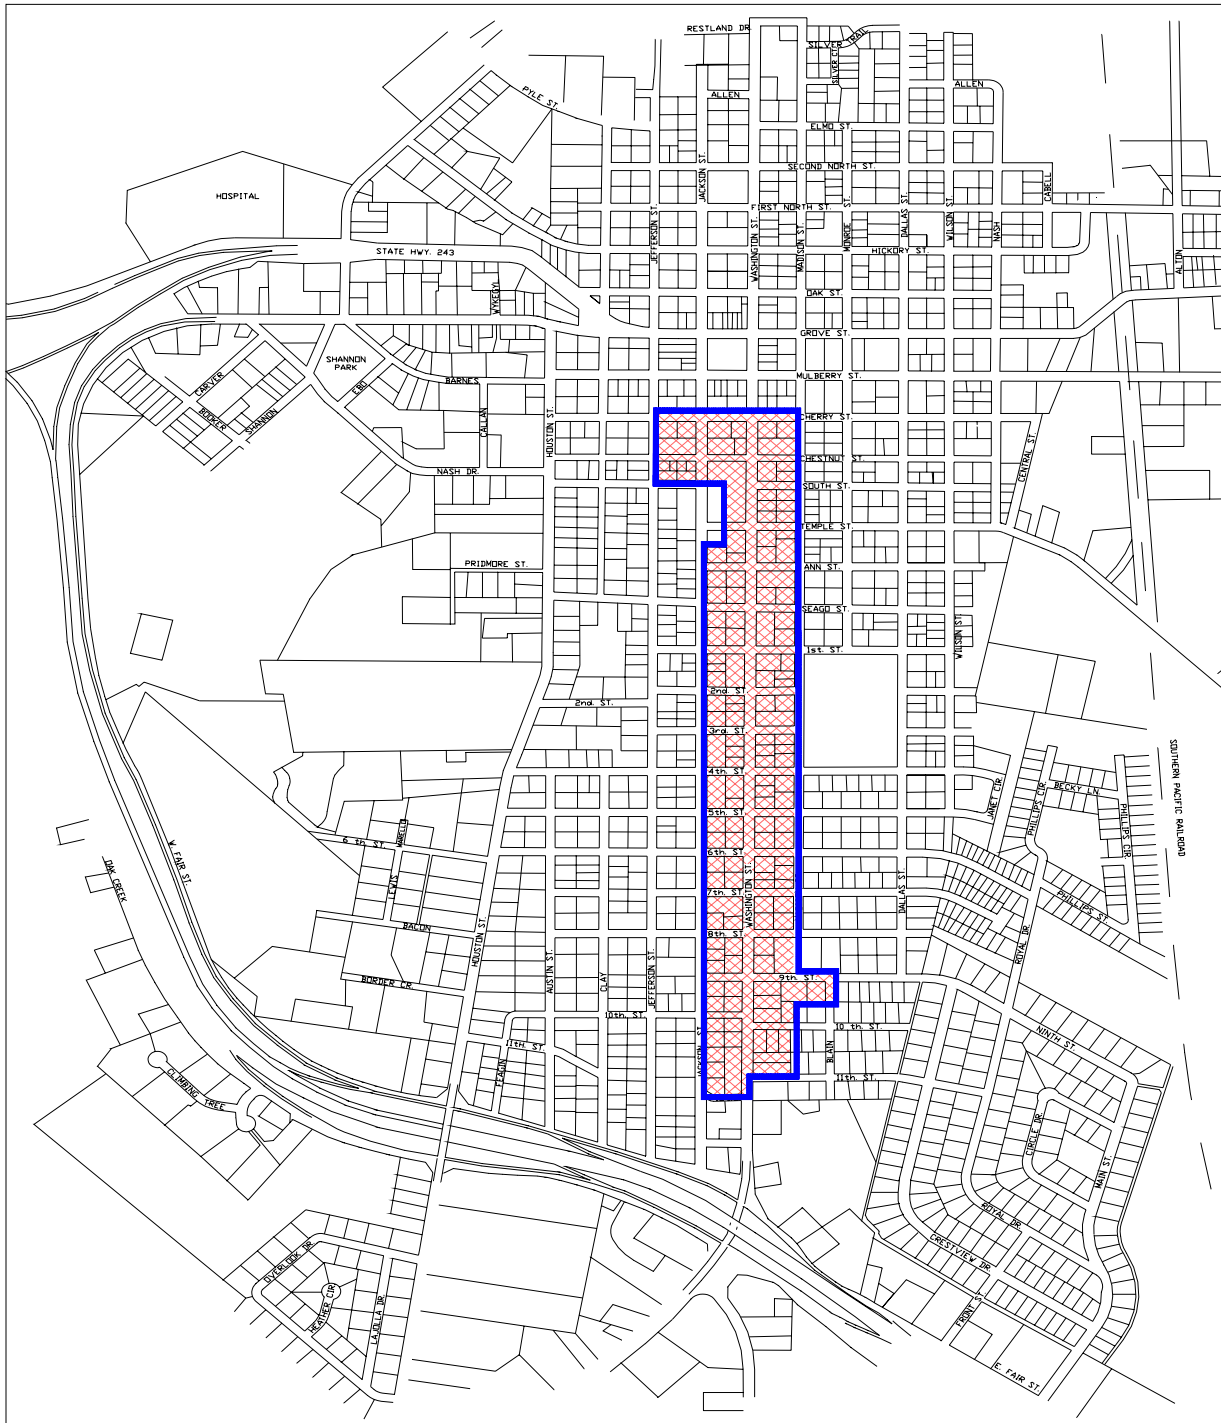 RESTLAND DR.
SILVER TRAIL
SILVER CT.
PYLE ST.
ALLEN
ALLEN
ELMO ST.
SECOND NORTH ST.
JACKSON ST.
CABELL
HOSPITAL
FIRST NORTH ST.
JEFFERSON ST.
WASHINGTON ST.
MADISON ST.
MONROE ST.
DALLAS ST.
WILSON ST.
NASH
STATE HWY. 243
HICKORY ST.
ALTON
WYKEGYL
OAK ST.
GROVE ST.
SHANNON
PARK
MULBERRY ST.
CARVER
EBO
BARNES
BOOKER
SHANNON
CALLAN
HOUSTON ST.
CHERRY ST.
CENTRAL ST.
CHESTNUT ST.
NASH DR.
SOUTH ST.
TEMPLE ST.
PRIDMORE ST.
ANN ST.
SEAGO ST.
WILSON ST.
1st. ST.
2nd. ST.
2nd. ST.
3rd. ST.
4th. ST.
SOUTHERN PACIFIC RAILROAD
JANET CIR.
PHILLIPS CIR.
BECKY LN.
PHILLIPS CIR.
5th. ST.
6 th. ST.
6th. ST.
W. FAIR ST.
OAK CREEK
LEWIS
7th. ST.
WASHINGTON ST.
DALLAS ST.
PHILLIPS ST.
BACON
8th. ST.
HOUSTON ST.
ROYAL DR.
AUSTIN ST.
CLAY
JEFFERSON ST.
BORDER CR.
9th. ST
10th. ST.
10 th. ST.
NINTH ST.
11th. ST.
FEAGIN
JACKSON ST.
BLAIN
11th. ST.
CLIMBING TREE
CIRCLE DR.
MAIN ST.
ROYAL DR.
CRESTVIEW DR.
OVERLOOK DR
HEATHER CIR
LAJOLLA DR.
FRONT S
E. FAIR ST.